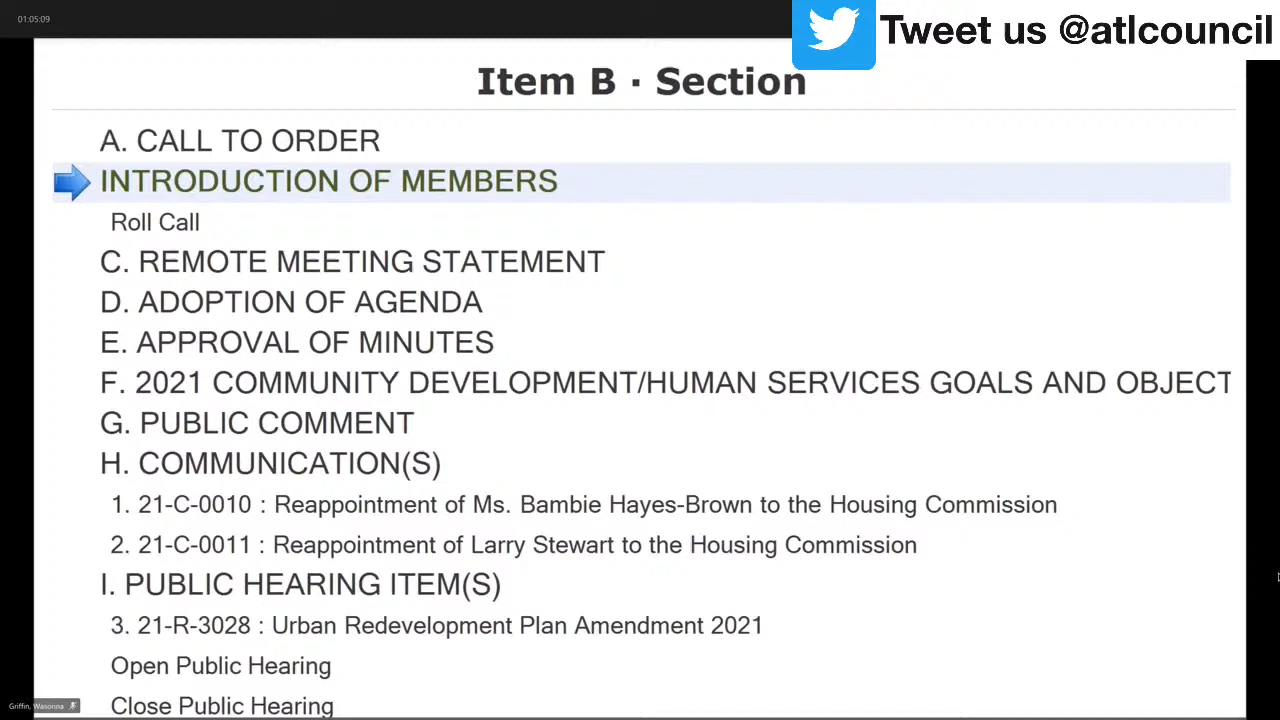 01:05:09
Tweet us @atlcouncil
Item B · Section
A. CALL TO ORDER
INTRODUCTION OF MEMBERS
Roll Call
C. REMOTE MEETING STATEMENT
D. ADOPTION OF AGENDA
E. APPROVAL OF MINUTES
F. 2021 COMMUNITY DEVELOPMENT/HUMAN SERVICES GOALS AND OBJECT
G. PUBLIC COMMENT
H. COMMUNICATION(S)
1. 21-C-0010 : Reappointment of Ms. Bambie Hayes-Brown to the Housing Commission
2. 21-C-0011 : Reappointment of Larry Stewart to the Housing Commission
I. PUBLIC HEARING ITEM(S)
3. 21-R-3028 : Urban Redevelopment Plan Amendment 2021
Open Public Hearing
Close Public Hearing
Griffin, Wasonna